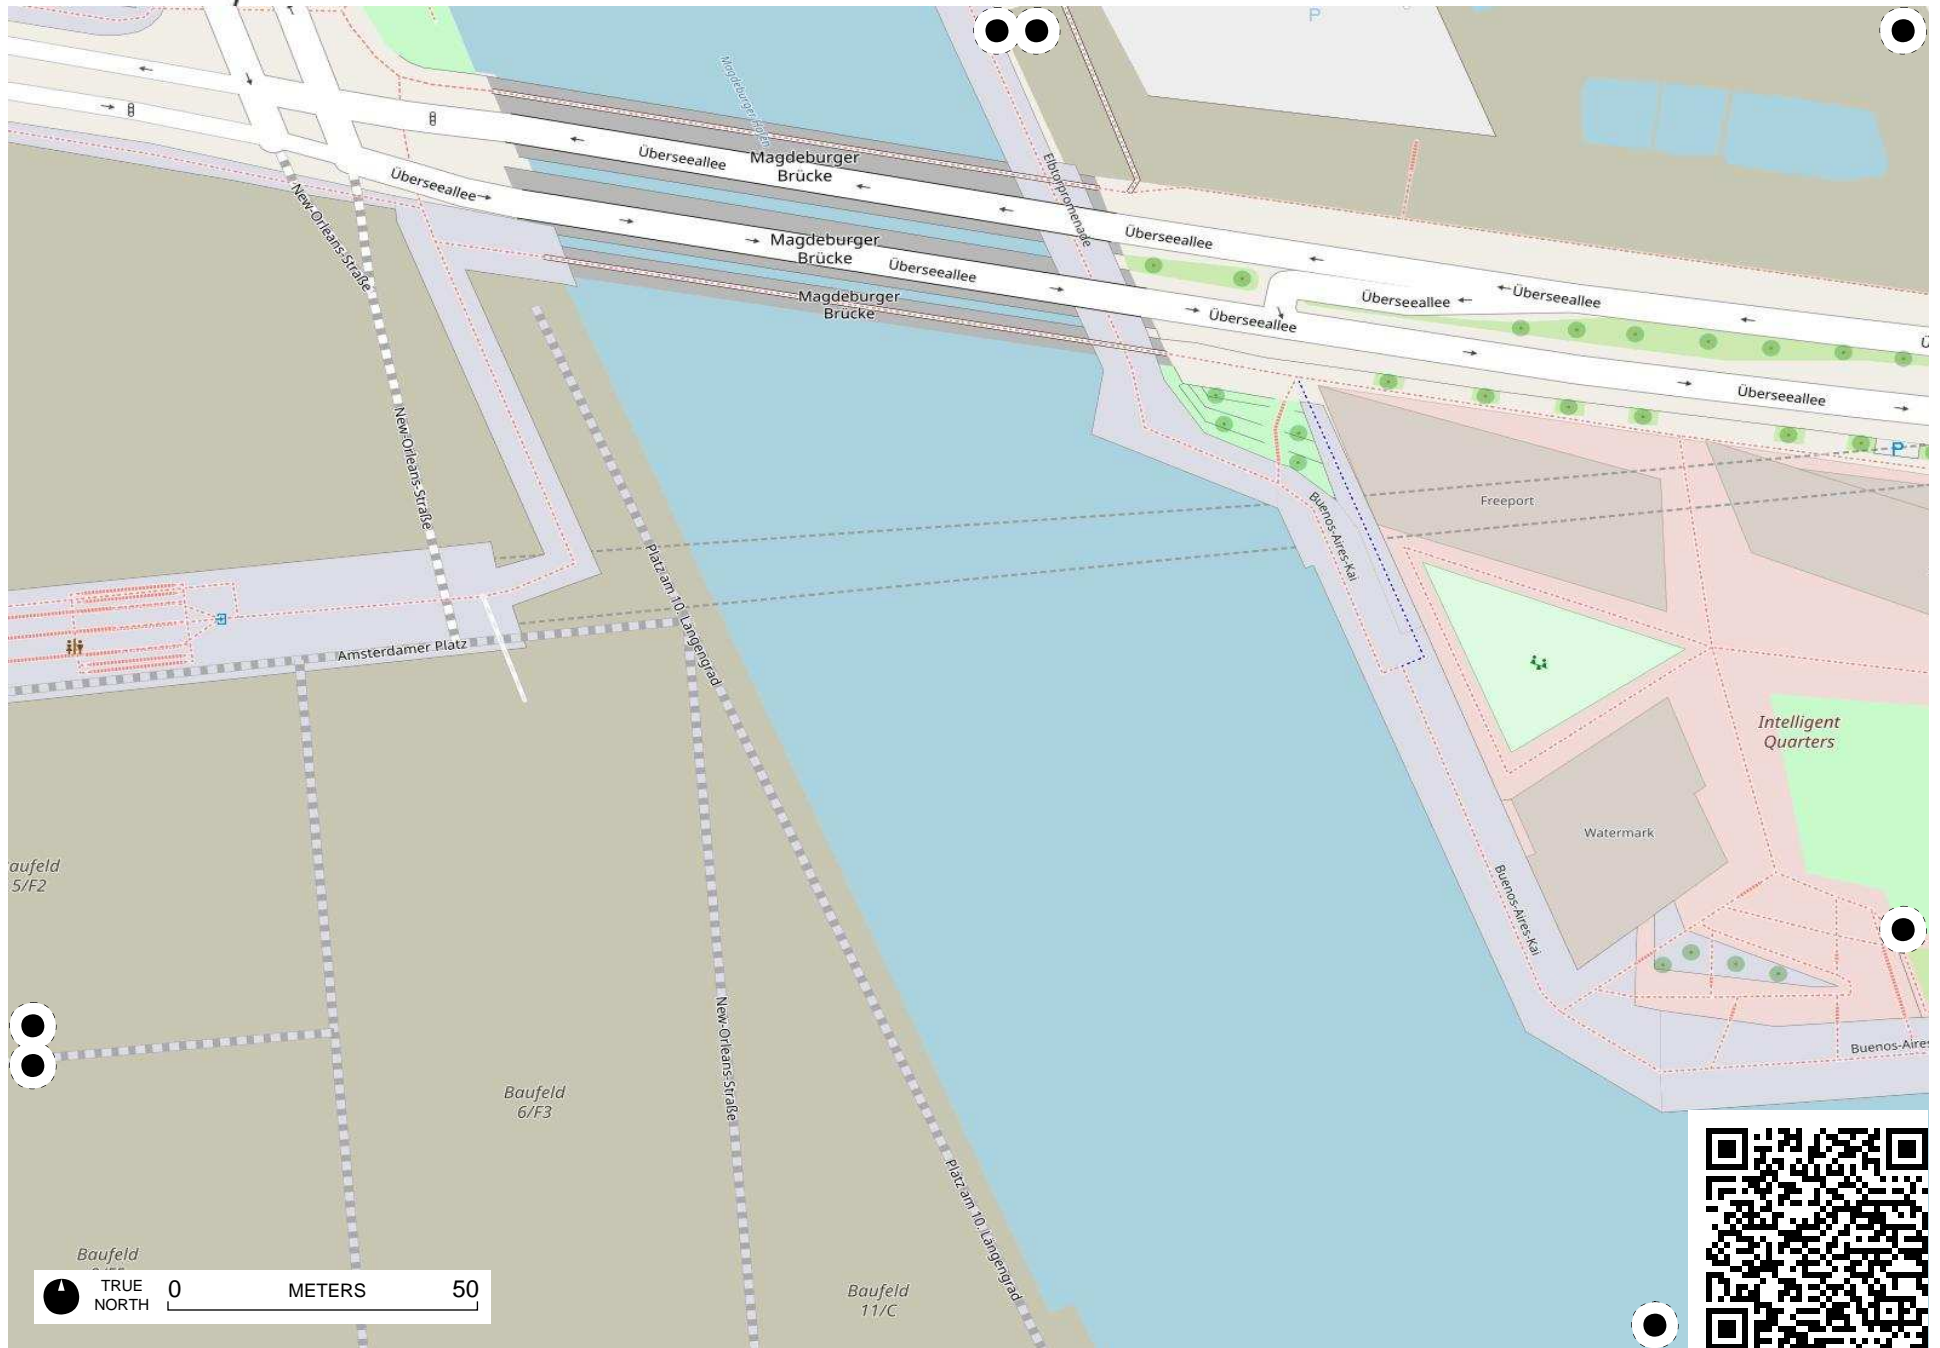 P
Magdeburger Hafen
Überseeallee
Magdeburger
Brücke
Elbtorpromenade
Überseeallee
New-Orleans-Straße
Überseeallee
Magdeburger
Brücke
Überseeallee
Magdeburger
Brücke
Überseeallee
Überseeallee
Überseeallee
Überseeallee
New-Orleans-Straße
P
Freeport
Buenos-Aires-Kai
Platz am 10. Längengrad
Amsterdamer Platz
Intelligent
Quarters
Watermark
Buenos-Aires-Kai
aufeld
5/F2
New-Orleans-Straße
Buenos-Aires
Baufeld
6/F3
Platz am 10. Längengrad
Baufeld
Baufeld
11/C
TRUE
NORTH
0 METERS 50